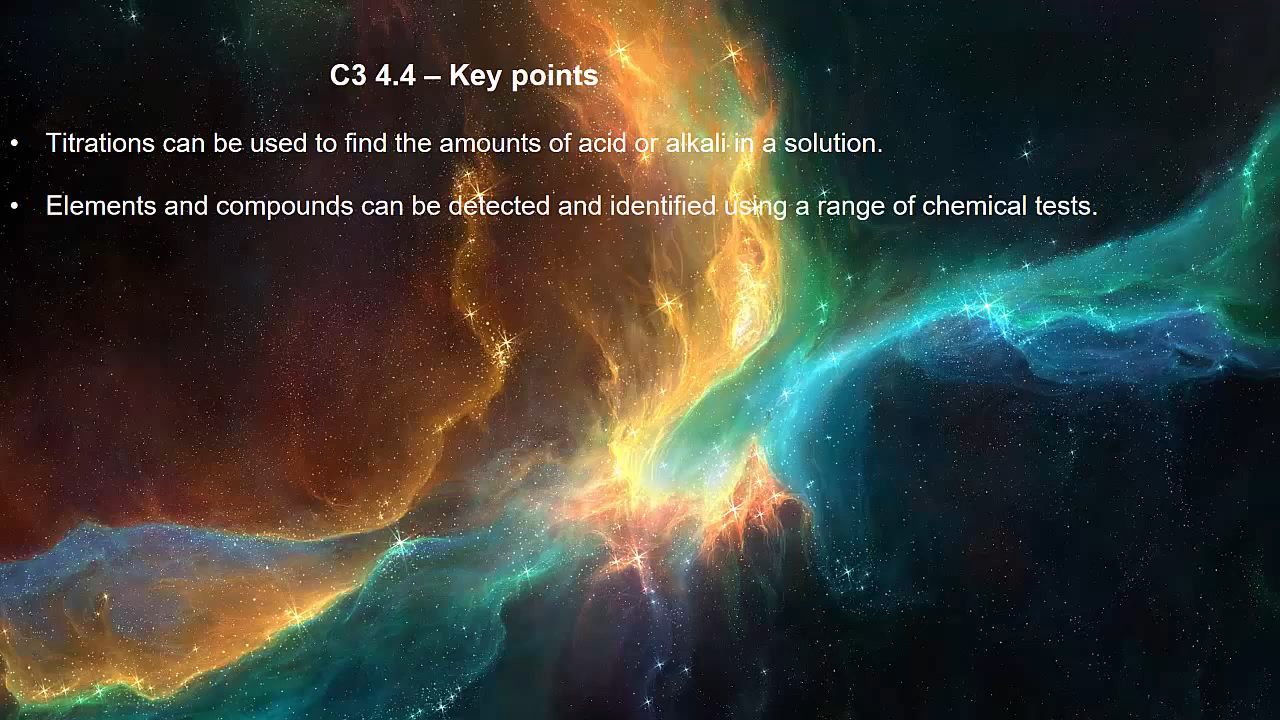 C3 4.4 – Key points
• Titrations can be used to find the amounts of acid or alkali in a solution.
• Elements and compounds can be detected and identified using a range of chemical tests.